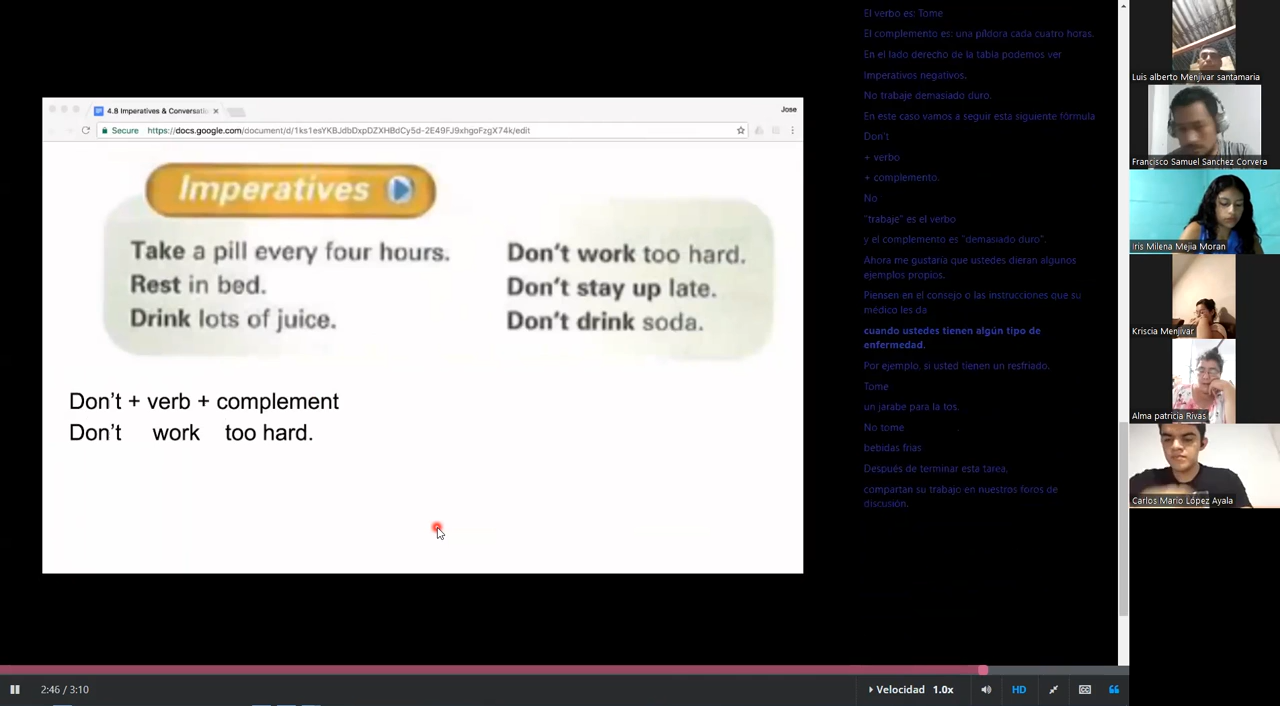 4.8 Imperatives & Conversatio
Jose
Secure
https://docs.google.com/document/d/1ks1esYKBJdbDxpDZXHBdCy5d-2E49FJ9xhgoFzgX74k/edit
Imperatives
Take a pill every four hours.
Rest in bed.
Drink lots of juice.
Don't work too hard.
Don't stay up late.
Don't drink soda.
Don't + verb + complement
Don't work too hard.
El verbo es: Tome
El complemento es: una píldora cada cuatro horas.
En el lado derecho de la tabla podemos ver
Imperativos negativos.
No trabaje demasiado duro.
En este caso vamos a seguir esta siguiente fórmula
Don't
+ verbo
+ complemento.
No
"trabaje" es el verbo
y el complemento es "demasiado duro".
Ahora me gustaría que ustedes dieran algunos
ejemplos propios.
Piensen en el consejo o las instrucciones que su
médico les da
cuando ustedes tienen algún tipo de
enfermedad.
Por ejemplo, si usted tienen un resfriado.
Tome
un jarabe para la tos.
No tome
bebidas frias
Después de terminar esta tarea,
compartan su trabajo en nuestros foros de
discusión.
Luis alberto Menjivar santamaria
Francisco Samuel Sanchez Corvera
Iris Milena Mejía Moran
Kriscia Menjivar
Alma patricia Rivas
Carlos Mario López Ayala
2:46 / 3:10
Velocidad 1.0x
HD